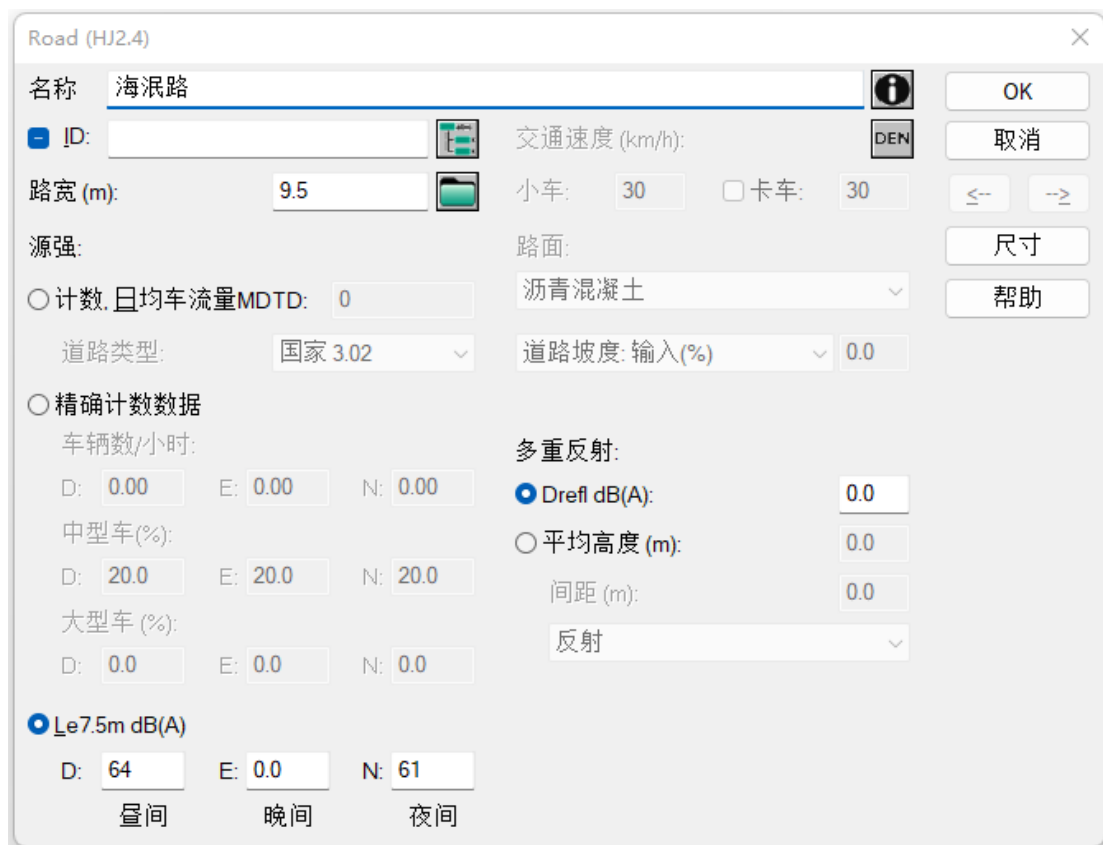 Road (HJ2.4)
名称 海泯路 OK
ID: 交通速度 (km/h): DEN 取消
路宽 (m): 9.5 小车: 30 卡车: 30 <-- -->
源强: 路面: 尺寸
计数, 日均车流量MDTD: 0 沥青混凝土 帮助
道路类型: 国家 3.02 道路坡度: 输入(%) 0.0
精确计数数据
车辆数/小时: 多重反射:
D: 0.00 E: 0.00 N: 0.00 Drefl dB(A): 0.0
中型车(%): 平均高度 (m): 0.0
D: 20.0 E: 20.0 N: 20.0 间距 (m): 0.0
大型车 (%): 反射
D: 0.0 E: 0.0 N: 0.0
Le7.5m dB(A)
D: 64 E: 0.0 N: 61
昼间 晚间 夜间